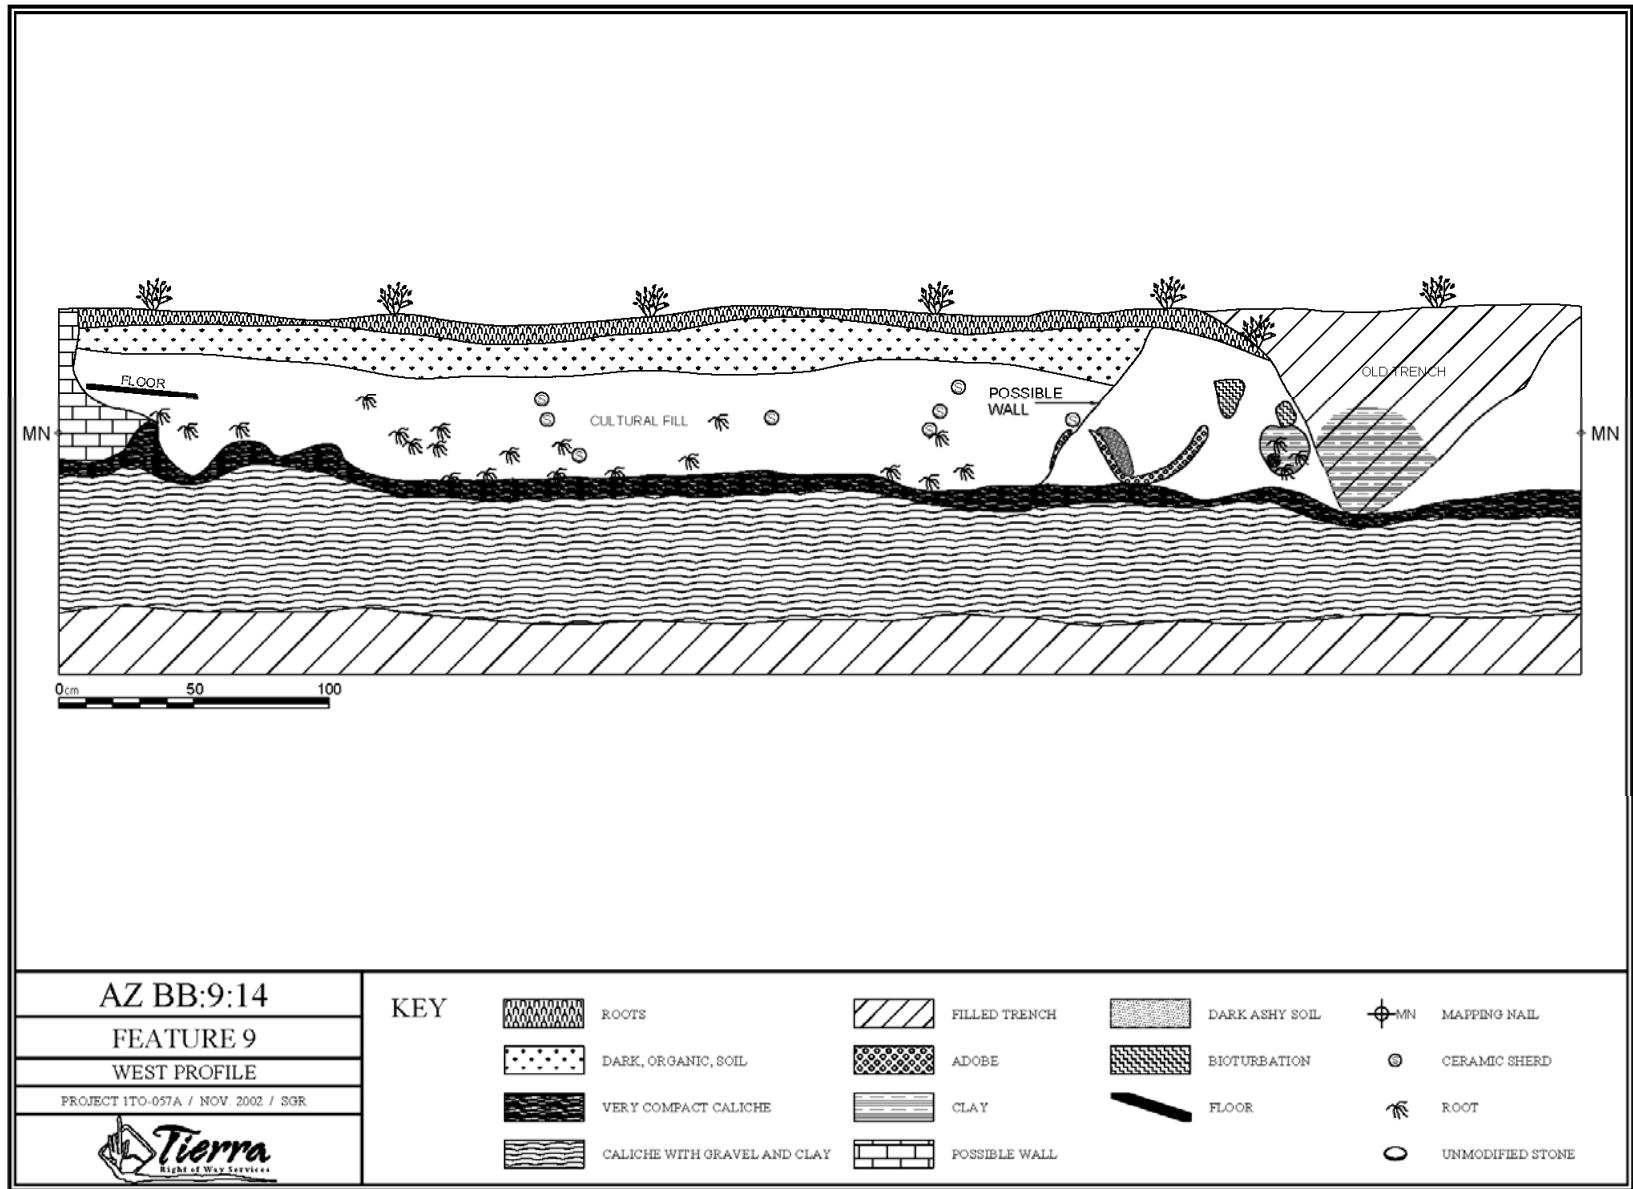 FLOOR
POSSIBLE
WALL
CULTURAL FILL
OLD TRENCH
MN
MN
0cm 50 100
AZ BB:9:14
FEATURE 9
WEST PROFILE
PROJECT 1TO-057A / NOV. 2002 / SGR
Tierra
Right of Way Services
KEY
ROOTS
DARK, ORGANIC, SOIL
VERY COMPACT CALICHE
CALICHE WITH GRAVEL AND CLAY
FILLED TRENCH
ADOBE
CLAY
POSSIBLE WALL
DARK ASHY SOIL
BIOTURBATION
FLOOR
MN MAPPING NAIL
S CERAMIC SHERD
ROOT
UNMODIFIED STONE